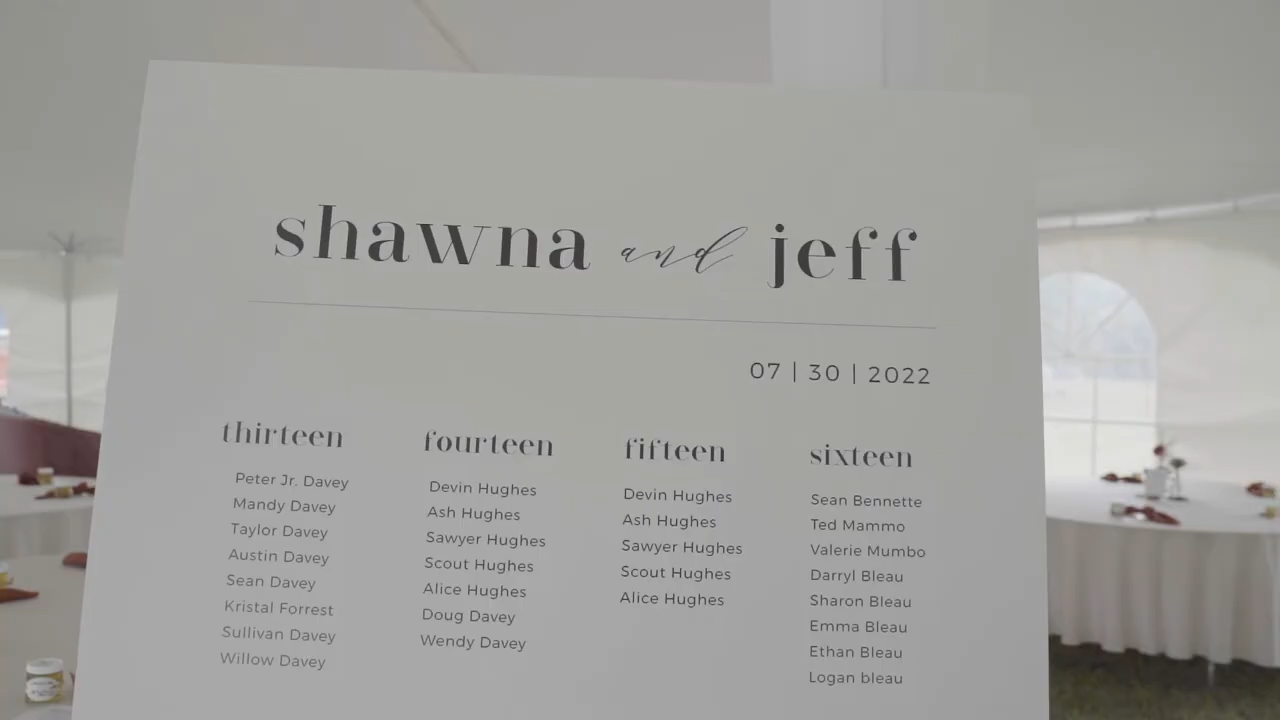 shawna and jeff
07 | 30 | 2022
thirteen
Peter Jr. Davey
Mandy Davey
Taylor Davey
Austin Davey
Sean Davey
Kristal Forrest
Sullivan Davey
Willow Davey
fourteen
Devin Hughes
Ash Hughes
Sawyer Hughes
Scout Hughes
Alice Hughes
Doug Davey
Wendy Davey
fifteen
Devin Hughes
Ash Hughes
Sawyer Hughes
Scout Hughes
Alice Hughes
sixteen
Sean Bennette
Ted Mammo
Valerie Mumbo
Darryl Bleau
Sharon Bleau
Emma Bleau
Ethan Bleau
Logan bleau